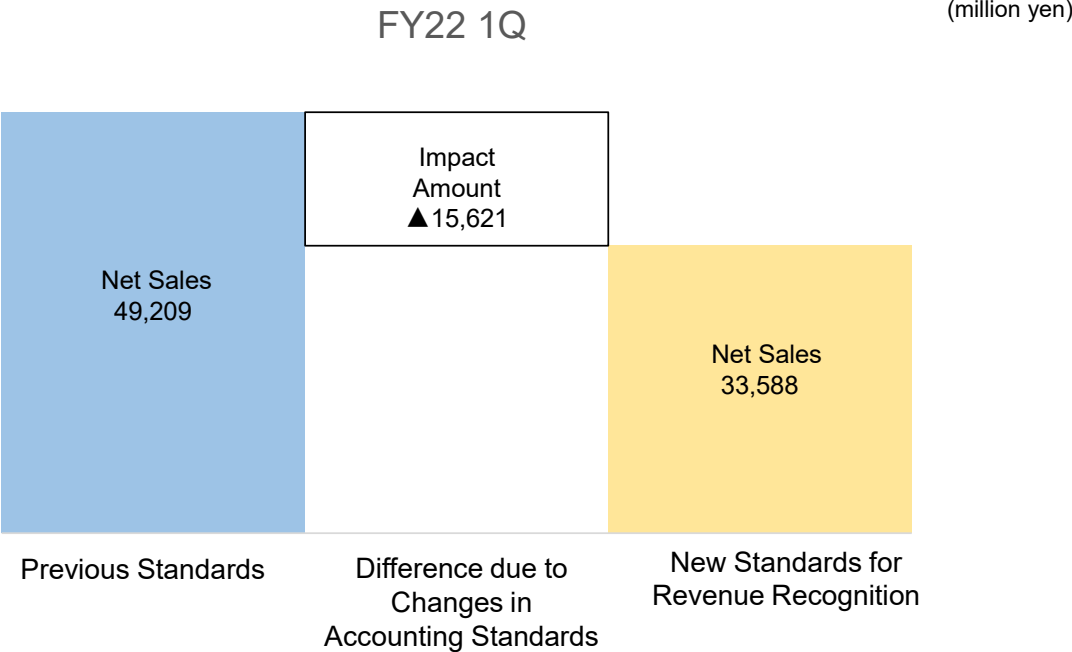 FY22 1Q
(million yen)
Impact
Amount
▲15,621
Net Sales
49,209
Net Sales
33,588
Previous Standards
Difference due to
Changes in
Accounting Standards
New Standards for
Revenue Recognition